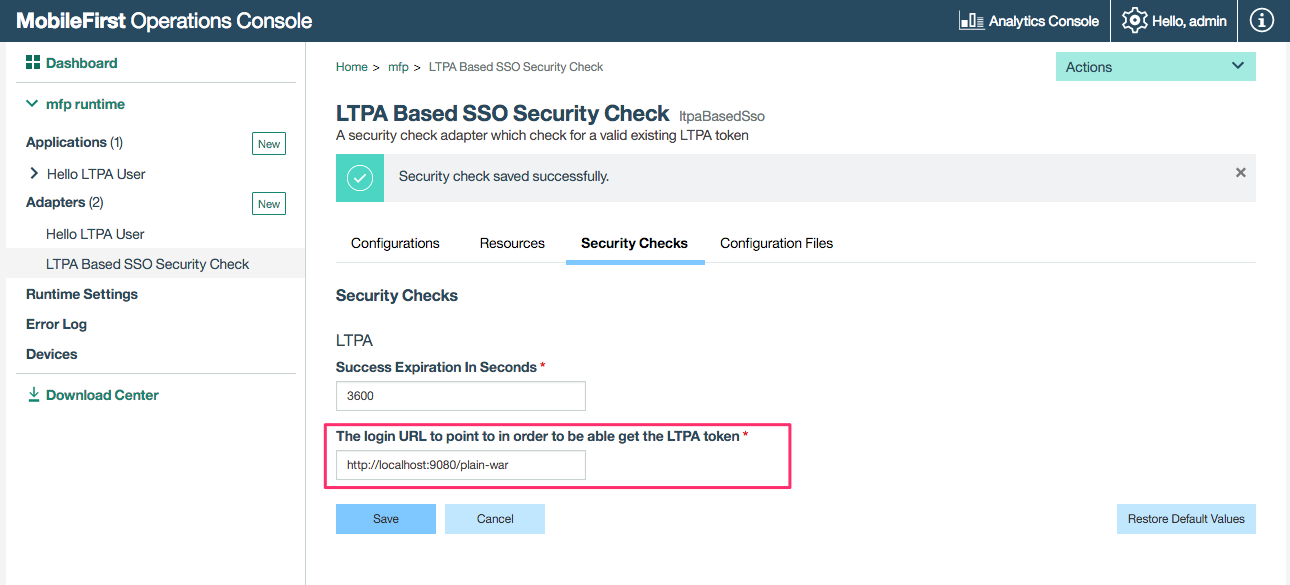 MobileFirst Operations Console
Analytics Console
Hello, admin
Dashboard
mfp runtime
Applications (1)
New
Hello LTPA User
Adapters (2)
New
Hello LTPA User
LTPA Based SSO Security Check
Runtime Settings
Error Log
Devices
Download Center
Home > mfp > LTPA Based SSO Security Check
Actions
LTPA Based SSO Security Check ltpaBasedSso
A security check adapter which check for a valid existing LTPA token
Security check saved successfully.
Configurations Resources Security Checks Configuration Files
Security Checks
LTPA
Success Expiration In Seconds *
3600
The login URL to point to in order to be able get the LTPA token *
http://localhost:9080/plain-war
Save Cancel Restore Default Values